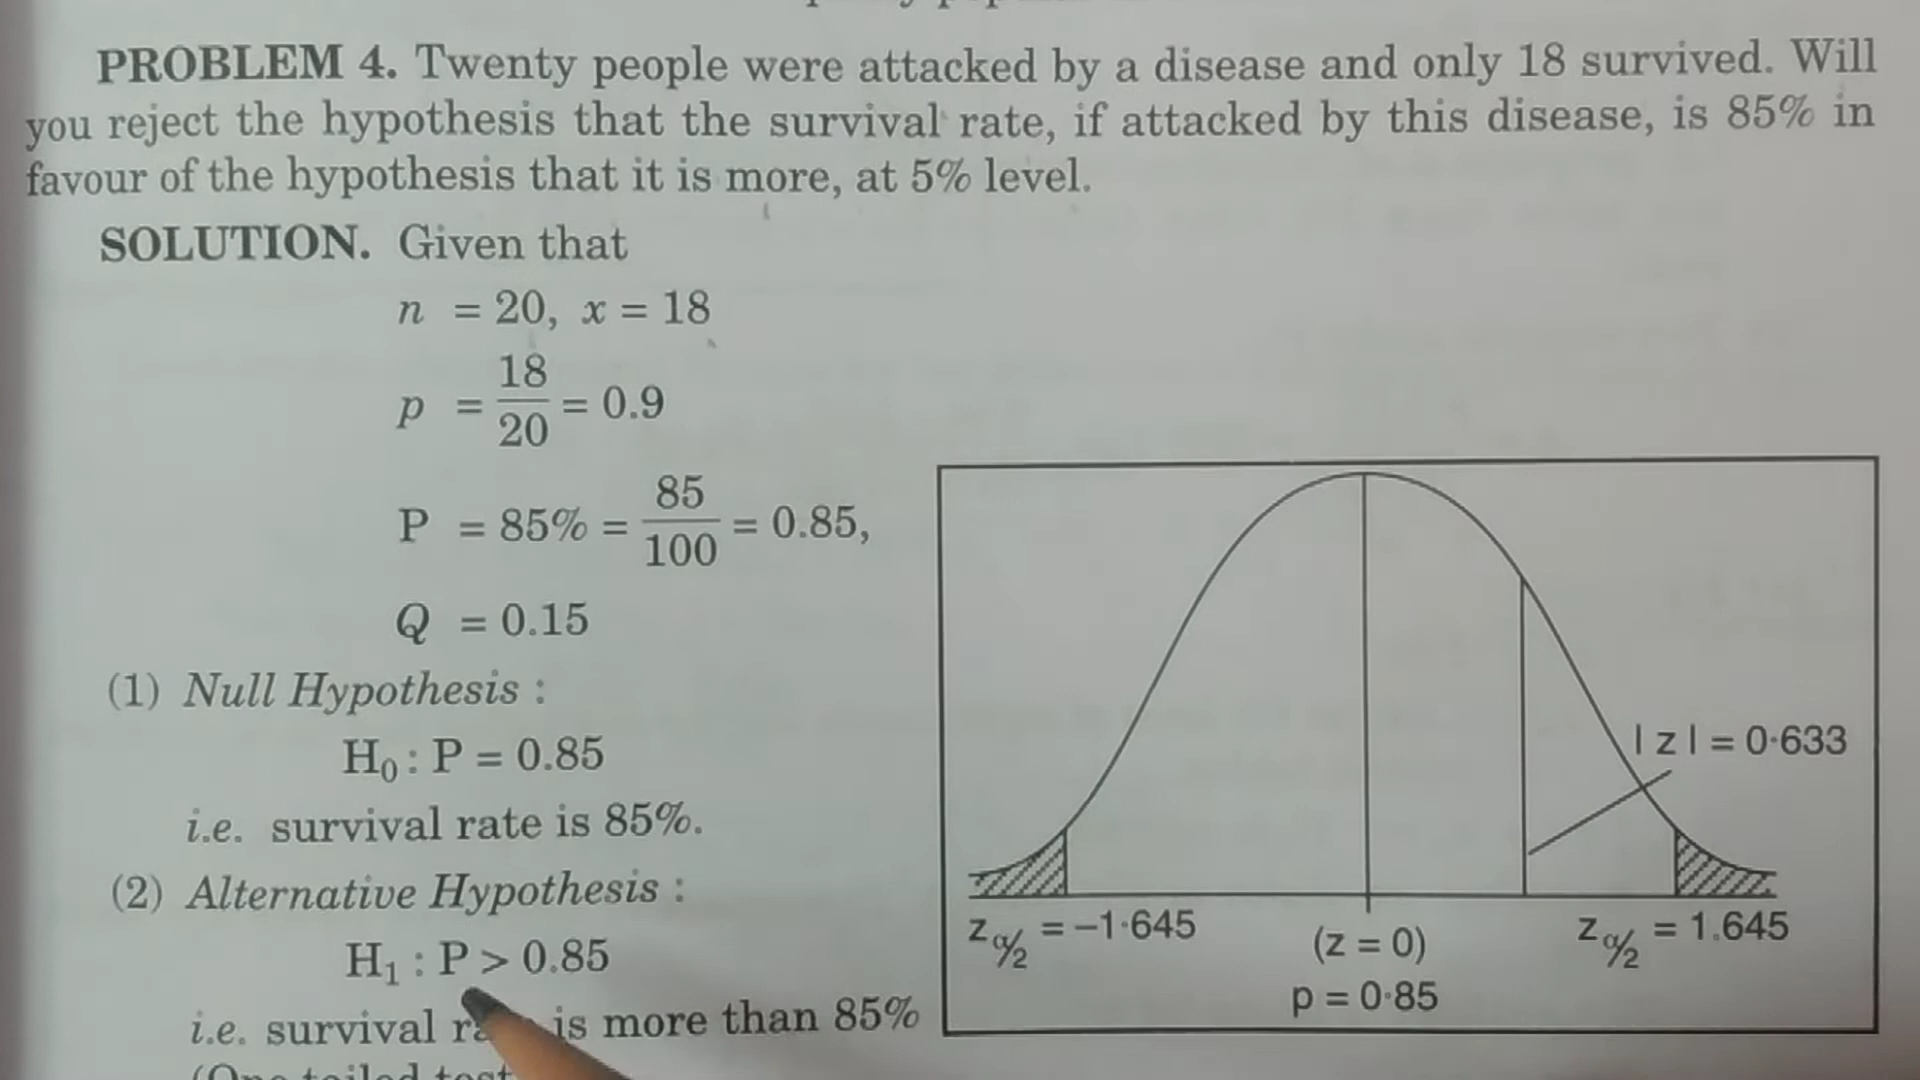 PROBLEM 4. Twenty people were attacked by a disease and only 18 survived. Will
you reject the hypothesis that the survival rate, if attacked by this disease, is 85% in
favour of the hypothesis that it is more, at 5% level.
SOLUTION. Given that
n = 20, x = 18
p = 18/20 = 0.9
P = 85% = 85/100 = 0.85,
Q = 0.15
(1) Null Hypothesis :
H₀ : P = 0.85
i.e. survival rate is 85%.
(2) Alternative Hypothesis :
H₁ : P > 0.85
i.e. survival is more than 85%
(One tailed test
|z| = 0·633
z α/2 = −1·645
(z = 0)
p = 0·85
z α/2 = 1.645